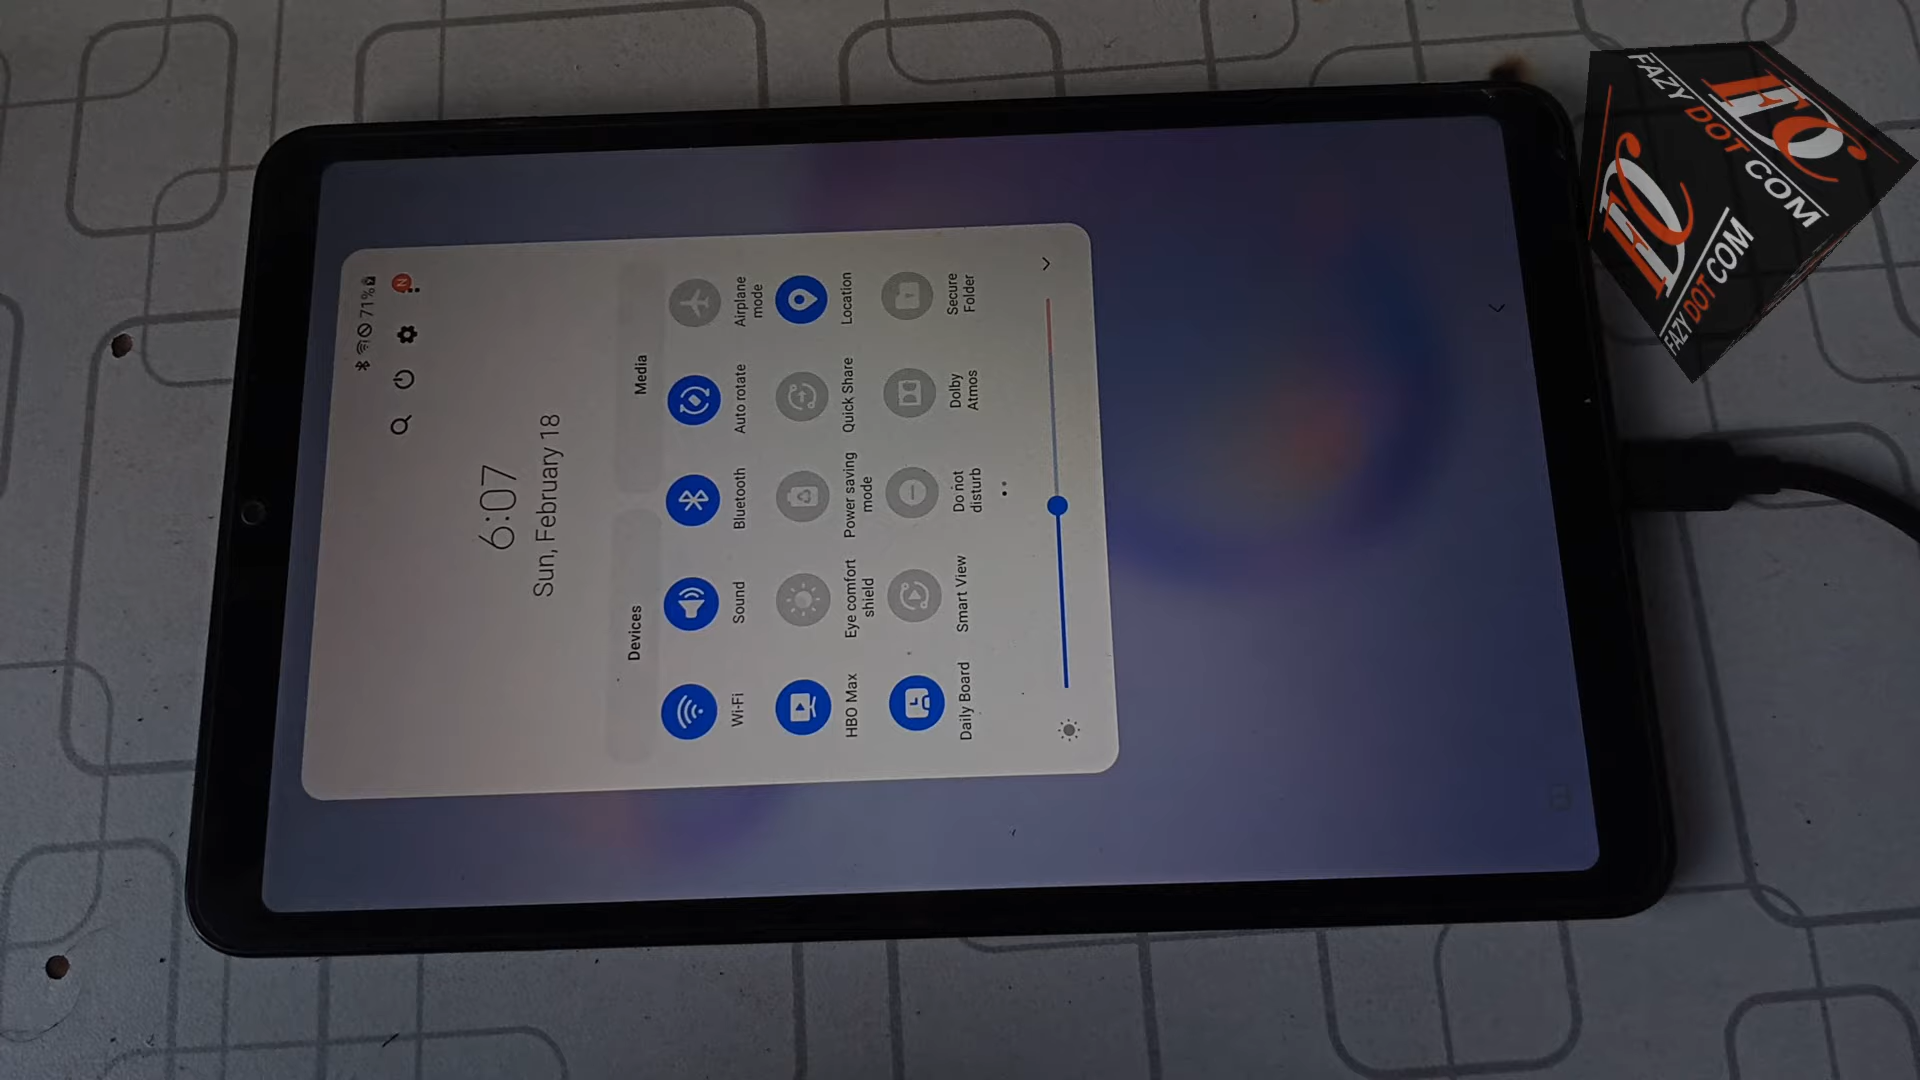 71%
N
6:07
Sun, February 18
Devices
Media
Wi-Fi
Sound
Bluetooth
Auto rotate
Airplane
mode
HBO Max
Eye comfort
shield
Power saving
mode
Quick Share
Location
Daily Board
Smart View
Do not
disturb
Dolby
Atmos
Secure
Folder
FDC
FAZY DOT COM
FDC
FAZY DOT COM